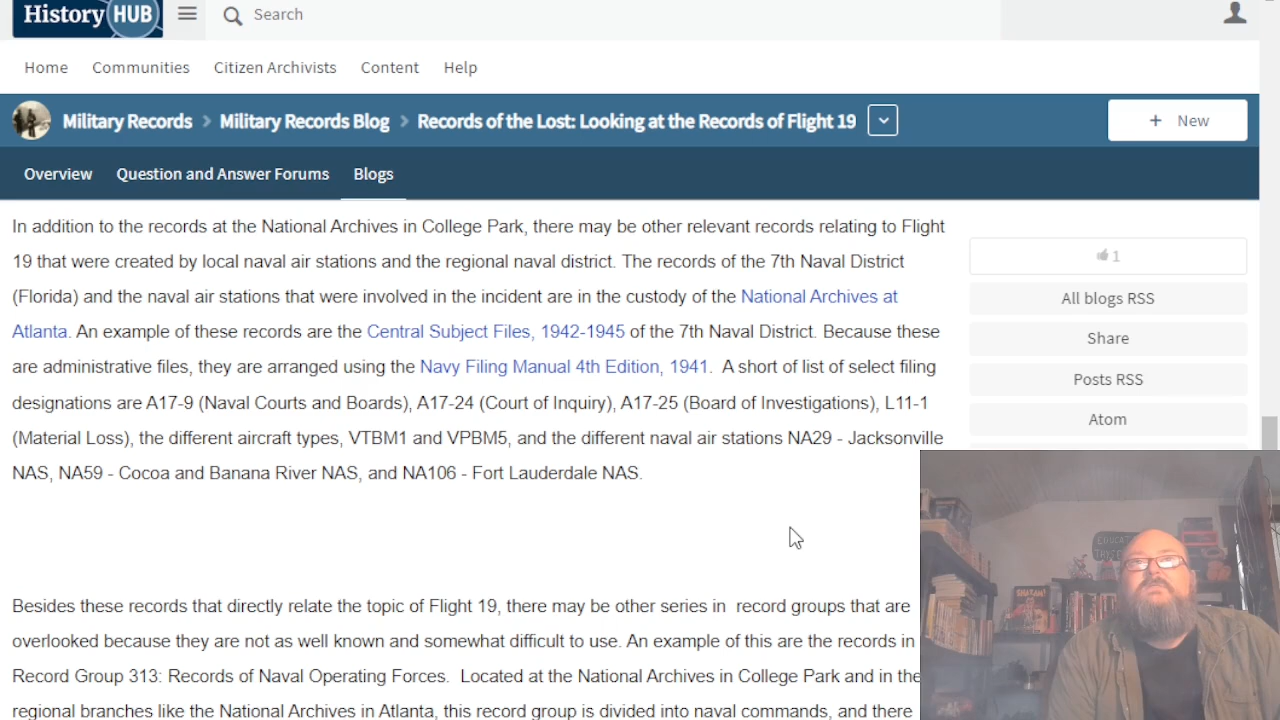 History HUB
Search
Home Communities Citizen Archivists Content Help
Military Records > Military Records Blog > Records of the Lost: Looking at the Records of Flight 19
+ New
Overview Question and Answer Forums Blogs
In addition to the records at the National Archives in College Park, there may be other relevant records relating to Flight
19 that were created by local naval air stations and the regional naval district. The records of the 7th Naval District
(Florida) and the naval air stations that were involved in the incident are in the custody of the National Archives at
Atlanta. An example of these records are the Central Subject Files, 1942-1945 of the 7th Naval District. Because these
are administrative files, they are arranged using the Navy Filing Manual 4th Edition, 1941. A short of list of select filing
designations are A17-9 (Naval Courts and Boards), A17-24 (Court of Inquiry), A17-25 (Board of Investigations), L11-1
(Material Loss), the different aircraft types, VTBM1 and VPBM5, and the different naval air stations NA29 - Jacksonville
NAS, NA59 - Cocoa and Banana River NAS, and NA106 - Fort Lauderdale NAS.
1
All blogs RSS
Share
Posts RSS
Atom
Besides these records that directly relate the topic of Flight 19, there may be other series in record groups that are
overlooked because they are not as well known and somewhat difficult to use. An example of this are the records in
Record Group 313: Records of Naval Operating Forces. Located at the National Archives in College Park and in the
regional branches like the National Archives in Atlanta, this record group is divided into naval commands, and there